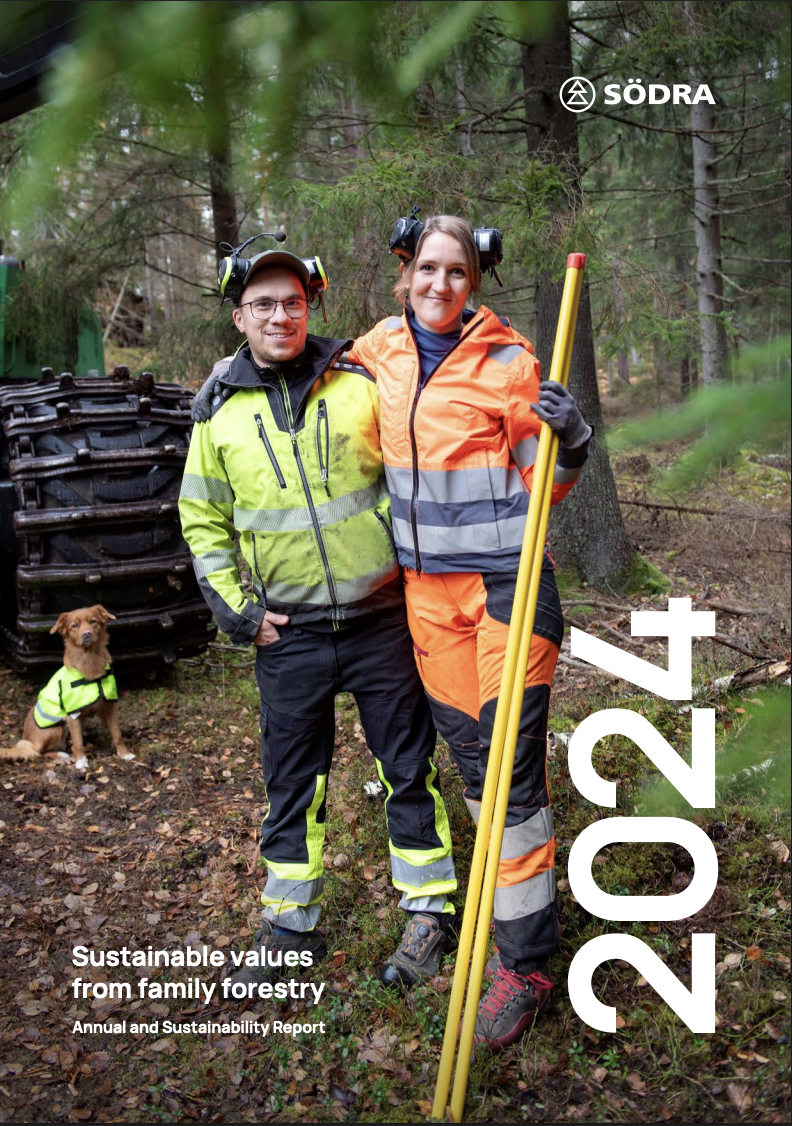 SÖDRA
2024
Sustainable values
from family forestry
Annual and Sustainability Report